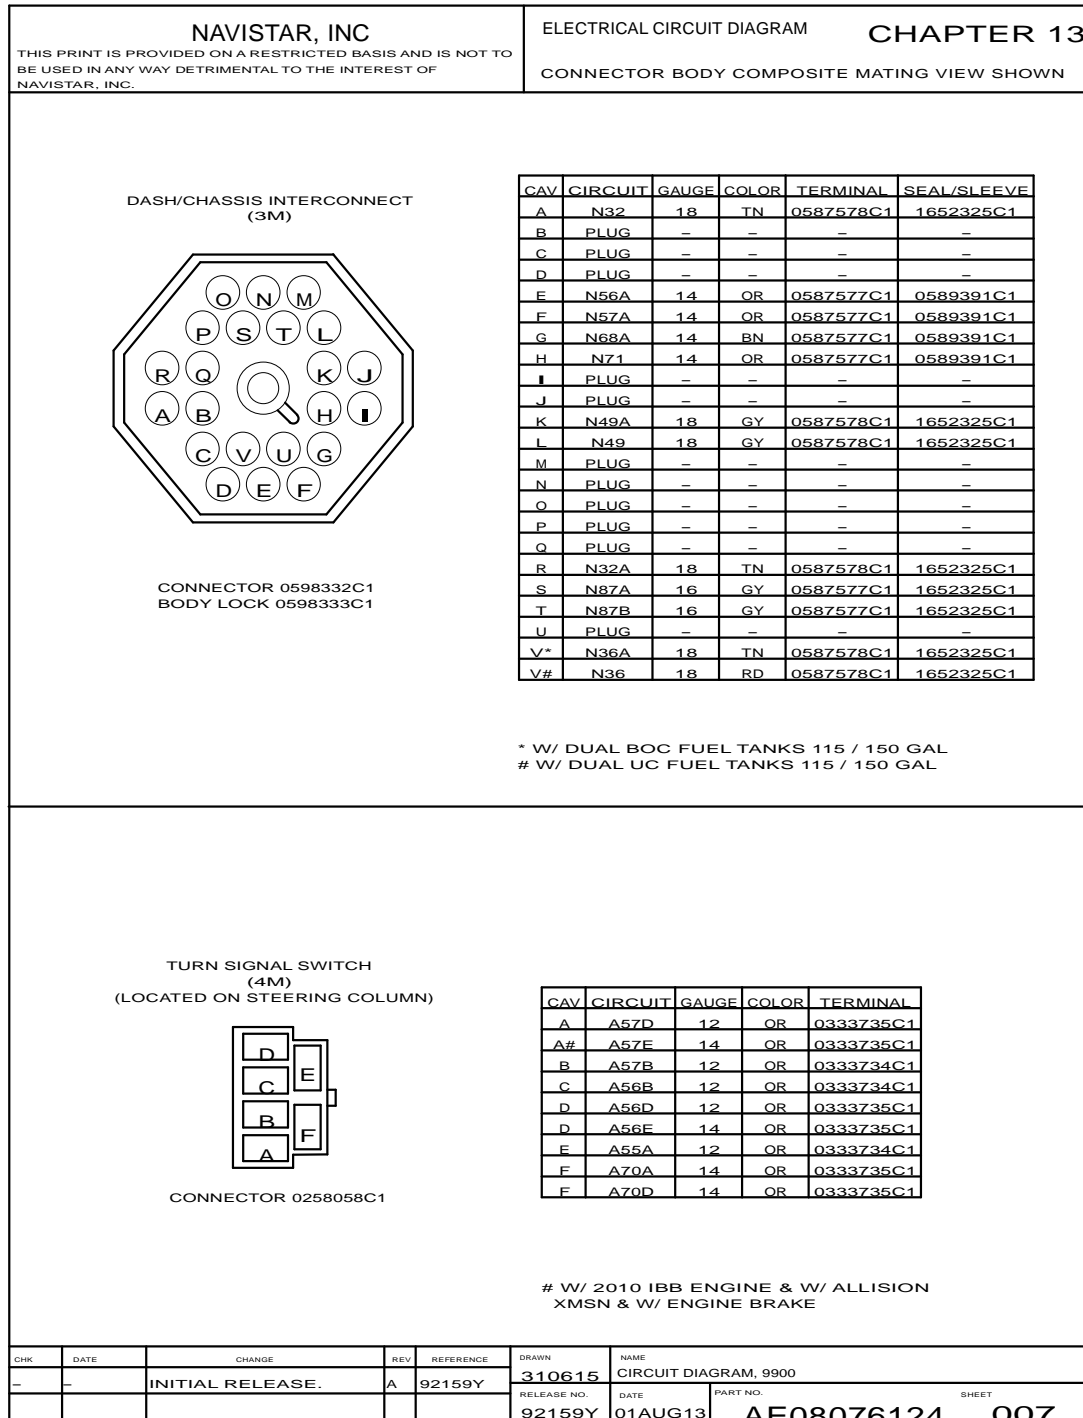 NAVISTAR, INC
THIS PRINT IS PROVIDED ON A RESTRICTED BASIS AND IS NOT TO
BE USED IN ANY WAY DETRIMENTAL TO THE INTEREST OF
NAVISTAR, INC.
ELECTRICAL CIRCUIT DIAGRAM CHAPTER 13
CONNECTOR BODY COMPOSITE MATING VIEW SHOWN
DASH/CHASSIS INTERCONNECT
(3M)
O N M
P S T L
R Q K J
A B H I
C V U G
D E F
CONNECTOR 0598332C1
BODY LOCK 0598333C1
CAV CIRCUIT GAUGE COLOR TERMINAL SEAL/SLEEVE
A N32 18 TN 0587578C1 1652325C1
B PLUG – – – –
C PLUG – – – –
D PLUG – – – –
E N56A 14 OR 0587577C1 0589391C1
F N57A 14 OR 0587577C1 0589391C1
G N68A 14 BN 0587577C1 0589391C1
H N71 14 OR 0587577C1 0589391C1
I PLUG – – – –
J PLUG – – – –
K N49A 18 GY 0587578C1 1652325C1
L N49 18 GY 0587578C1 1652325C1
M PLUG – – – –
N PLUG – – – –
O PLUG – – – –
P PLUG – – – –
Q PLUG – – – –
R N32A 18 TN 0587578C1 1652325C1
S N87A 16 GY 0587577C1 1652325C1
T N87B 16 GY 0587577C1 1652325C1
U PLUG – – – –
V* N36A 18 TN 0587578C1 1652325C1
V# N36 18 RD 0587578C1 1652325C1
* W/ DUAL BOC FUEL TANKS 115 / 150 GAL
# W/ DUAL UC FUEL TANKS 115 / 150 GAL
TURN SIGNAL SWITCH
(4M)
(LOCATED ON STEERING COLUMN)
D
E
C
B
F
A
CONNECTOR 0258058C1
CAV CIRCUIT GAUGE COLOR TERMINAL
A A57D 12 OR 0333735C1
A# A57E 14 OR 0333735C1
B A57B 12 OR 0333734C1
C A56B 12 OR 0333734C1
D A56D 12 OR 0333735C1
D A56E 14 OR 0333735C1
E A55A 12 OR 0333734C1
F A70A 14 OR 0333735C1
F A70D 14 OR 0333735C1
# W/ 2010 IBB ENGINE & W/ ALLISION
XMSN & W/ ENGINE BRAKE
CHK DATE CHANGE REV REFERENCE
– – INITIAL RELEASE. A 92159Y
DRAWN
310615
NAME
CIRCUIT DIAGRAM, 9900
RELEASE NO.
92159Y
DATE
01AUG13
PART NO.
AE08076124
SHEET
007